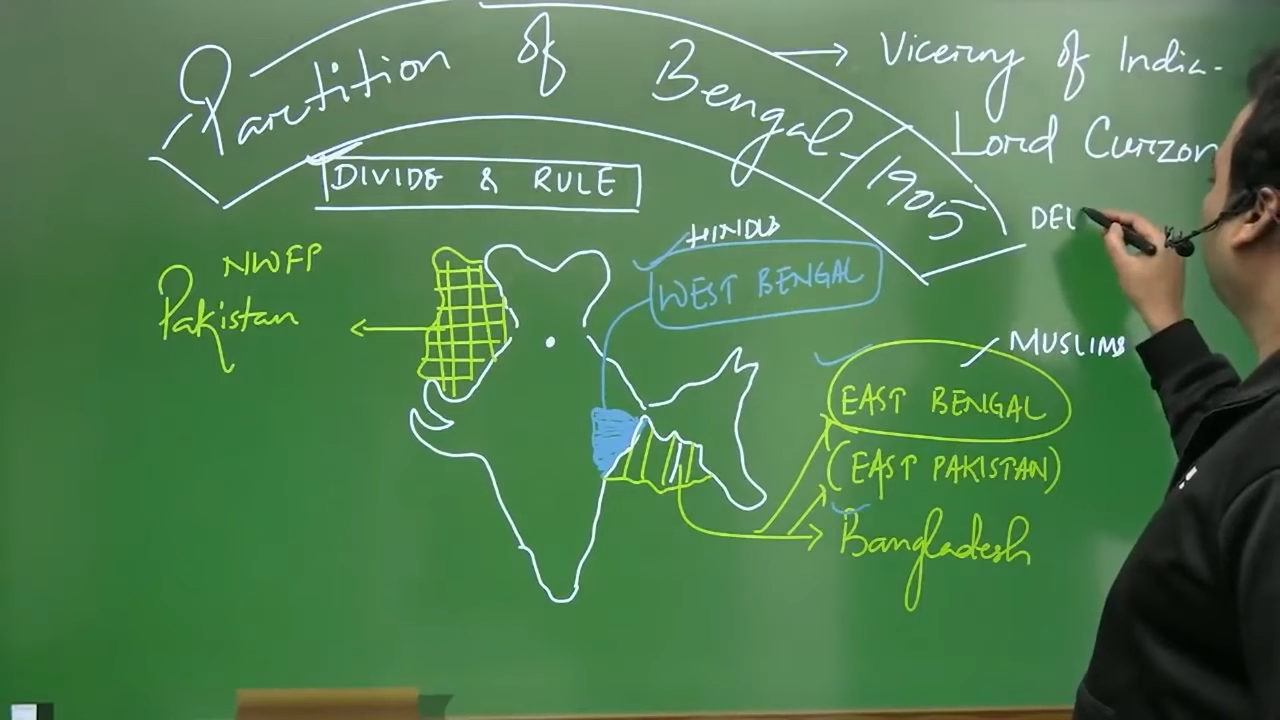 Partition of Bengal
1905
Viceroy of India-
Lord Curzon
DEL
DIVIDE & RULE
HINDU
WEST BENGAL
NWFP
Pakistan
MUSLIMS
EAST BENGAL
(EAST PAKISTAN)
Bangladesh